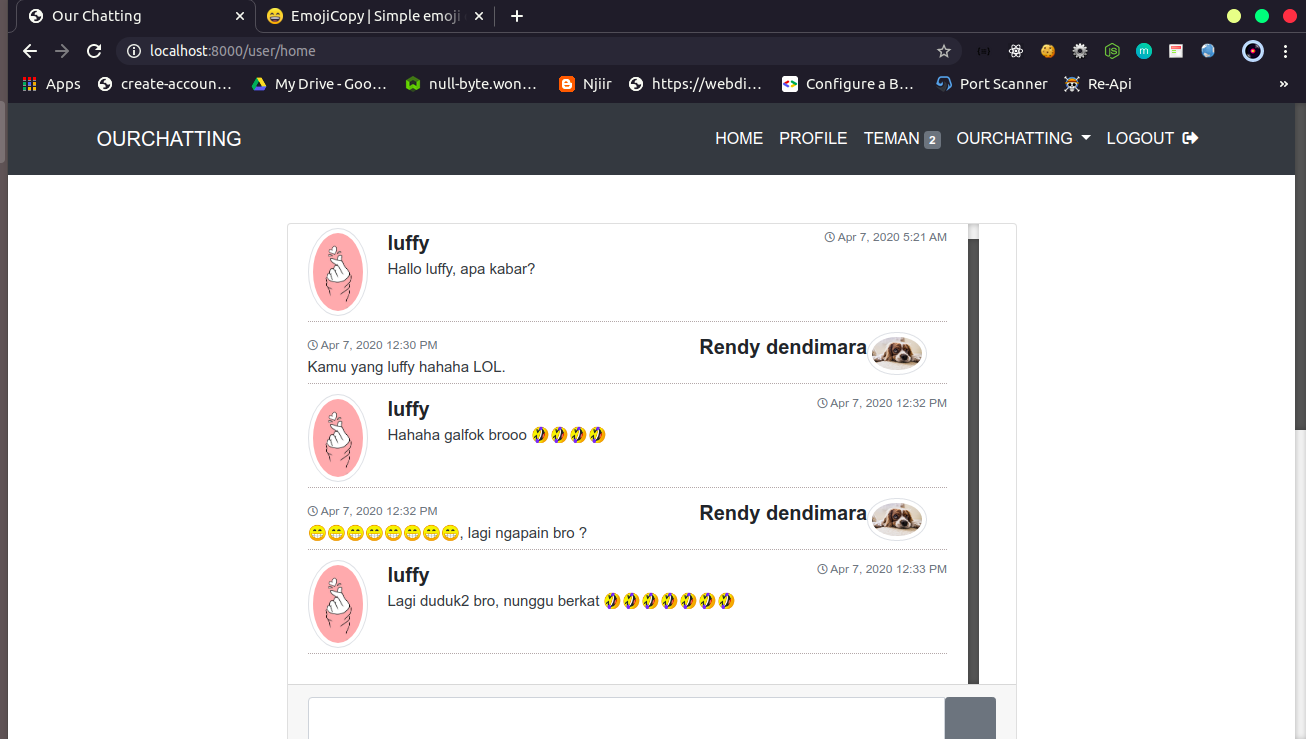 Our Chatting
😄 EmojiCopy | Simple emoji
localhost:8000/user/home
Apps create-accoun… My Drive - Goo… null-byte.won… Njiir https://webdi… Configure a B… Port Scanner Re-Api »
OURCHATTING HOME PROFILE TEMAN 2 OURCHATTING LOGOUT
luffy Apr 7, 2020 5:21 AM
Hallo luffy, apa kabar?
Apr 7, 2020 12:30 PM Rendy dendimara
Kamu yang luffy hahaha LOL.
luffy Apr 7, 2020 12:32 PM
Hahaha galfok brooo 🤣🤣🤣🤣
Apr 7, 2020 12:32 PM Rendy dendimara
😁😁😁😁😁😁😁😁, lagi ngapain bro ?
luffy Apr 7, 2020 12:33 PM
Lagi duduk2 bro, nunggu berkat 🤣🤣🤣🤣🤣🤣🤣